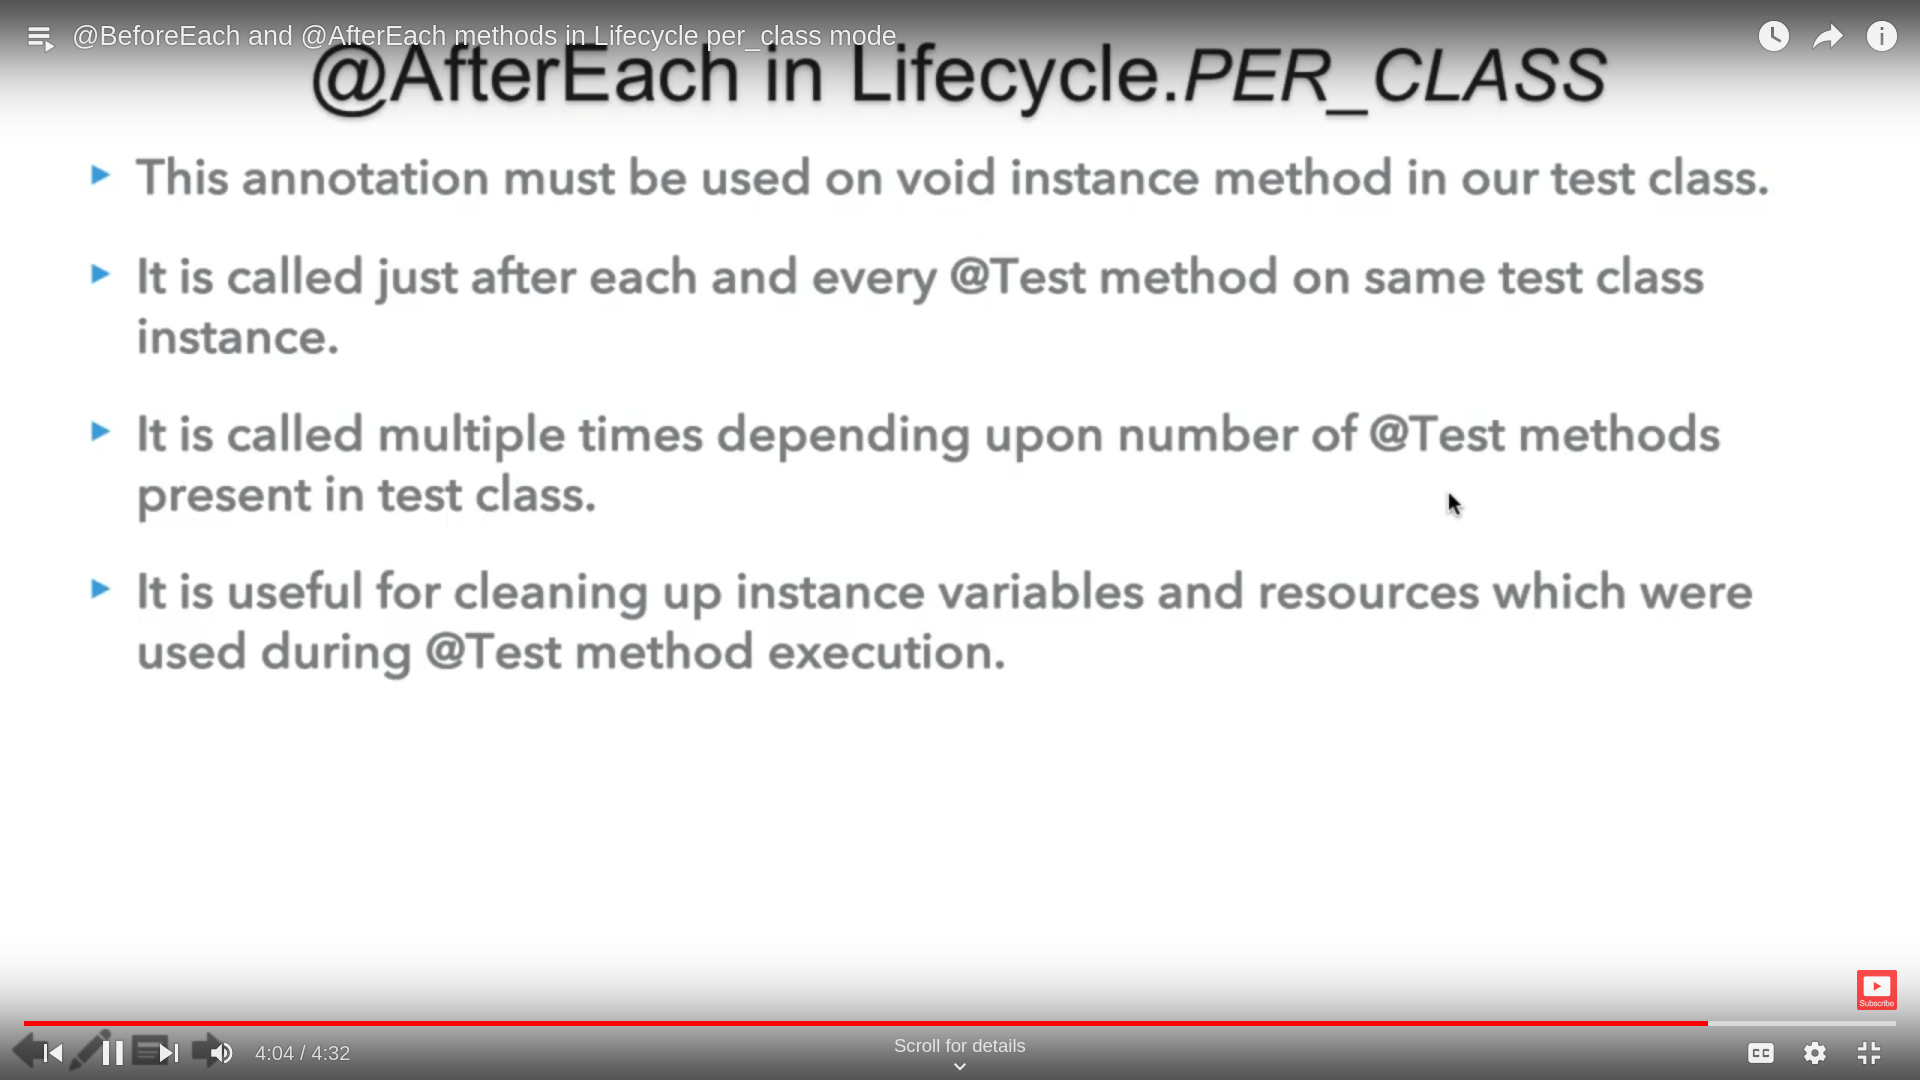 @BeforeEach and @AfterEach methods in Lifecycle per_class mode
@AfterEach in Lifecycle.PER_CLASS
This annotation must be used on void instance method in our test class.
It is called just after each and every @Test method on same test class
instance.
It is called multiple times depending upon number of @Test methods
present in test class.
It is useful for cleaning up instance variables and resources which were
used during @Test method execution.
Subscribe
4:04 / 4:32
Scroll for details
CC